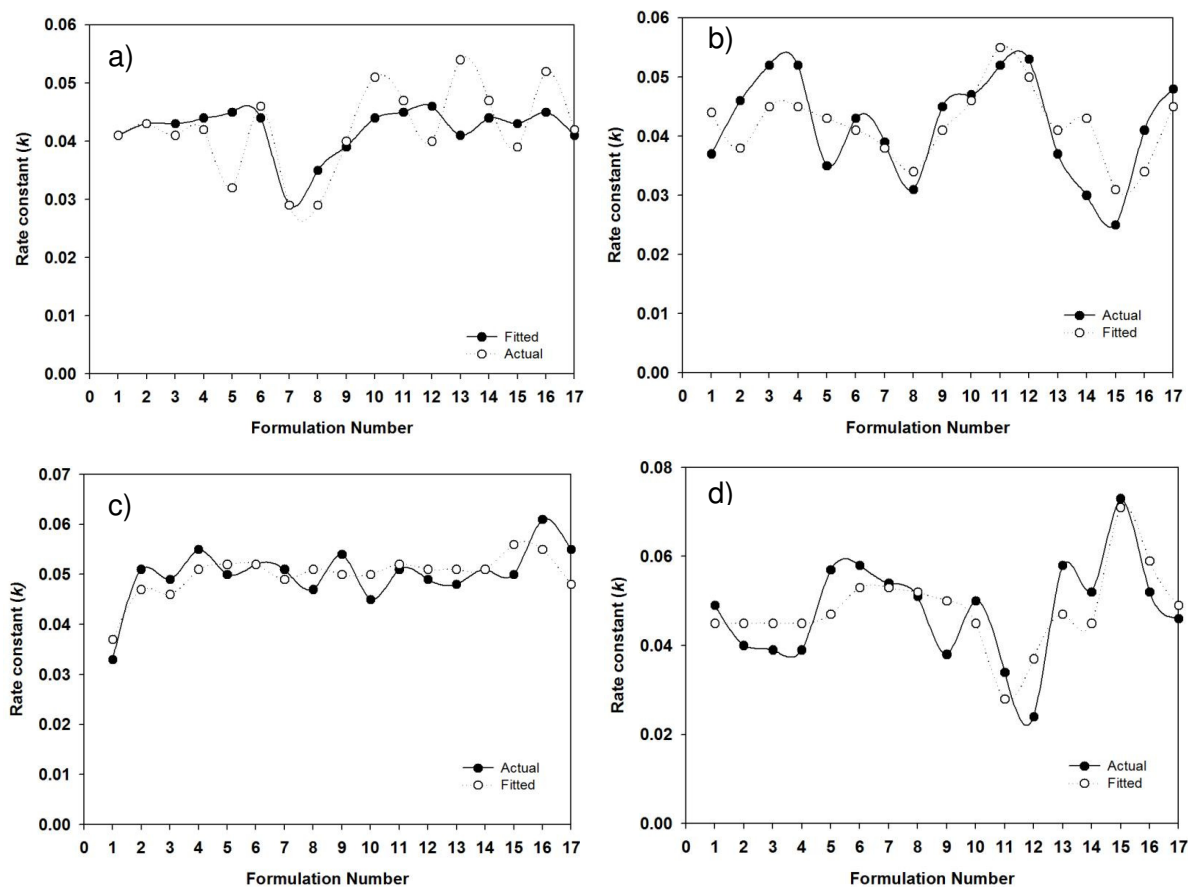 a)
Rate constant (k)
0.06
0.05
0.04
0.03
0.02
0.01
0.00
0 1 2 3 4 5 6 7 8 9 10 11 12 13 14 15 16 17
Formulation Number
Fitted
Actual
b)
Rate constant (k)
0.06
0.05
0.04
0.03
0.02
0.01
0.00
0 1 2 3 4 5 6 7 8 9 10 11 12 13 14 15 16 17
Formulation Number
Actual
Fitted
c)
Rate constant (k)
0.07
0.06
0.05
0.04
0.03
0.02
0.01
0.00
0 1 2 3 4 5 6 7 8 9 10 11 12 13 14 15 16 17
Formulation Number
Actual
Fitted
d)
Rate constant (k)
0.08
0.06
0.04
0.02
0.00
0 1 2 3 4 5 6 7 8 9 10 11 12 13 14 15 16 17
Formulation Number
Actual
Fitted